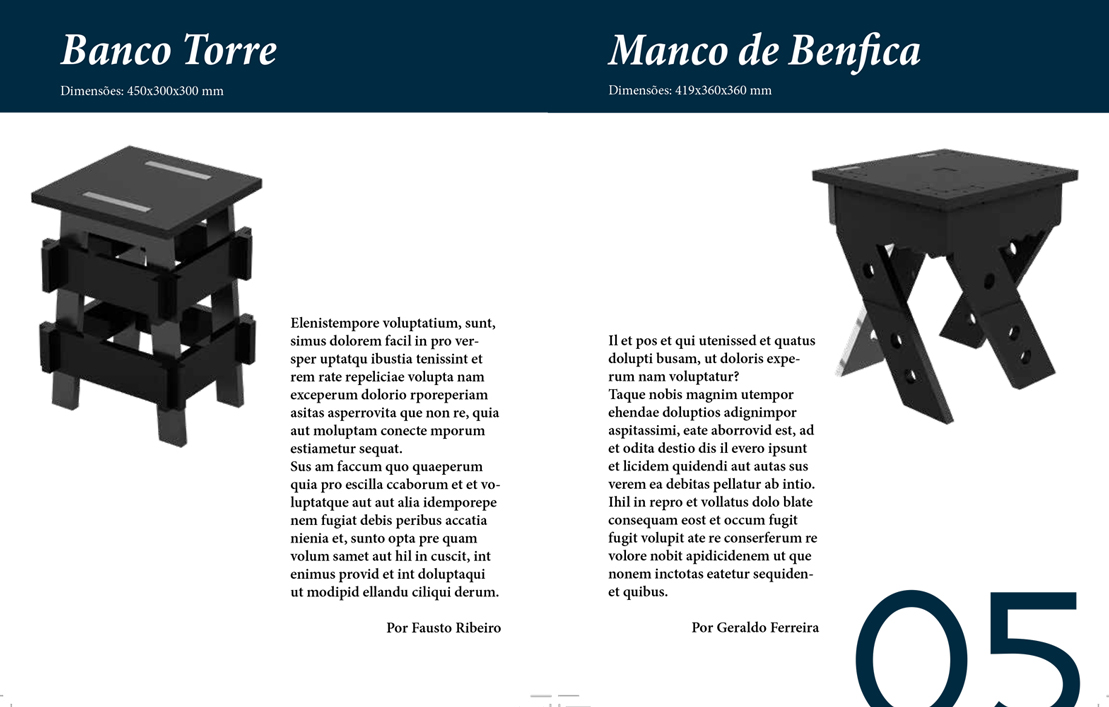 Banco Torre
Dimensões: 450x300x300 mm
Elenistempore voluptatium, sunt,
simus dolorem facil in pro ver-
sper uptatqu ibustia tenissint et
rem rate repeliciae volupta nam
exceperum dolorio rporeperiam
asitas asperrovita que non re, quia
aut moluptam conecte mporum
estiametur sequat.
Sus am faccum quo quaeperum
quia pro escilla ccaborum et et vo-
luptatque aut aut alia idemporepe
nem fugiat debis peribus accatia
nienia et, sunto opta pre quam
volum samet aut hil in cuscit, int
enimus provid et int doluptaqui
ut modipid ellandu ciliqui derum.
Por Fausto Ribeiro
Manco de Benfica
Dimensões: 419x360x360 mm
Il et pos et qui utenissed et quatus
dolupti busam, ut doloris expe-
rum nam voluptatur?
Taque nobis magnim utempor
ehendae doluptios adignimpor
aspitassimi, eate aborrovid est, ad
et odita destio dis il evero ipsunt
et licidem quidendi aut autas sus
verem ea debitas pellatur ab intio.
Ihil in repro et vollatus dolo blate
consequam eost et occum fugit
fugit volupit ate re conserferum re
volore nobit apidicidenem ut que
nonem inctotas eatetur sequiden-
et quibus.
Por Geraldo Ferreira
05